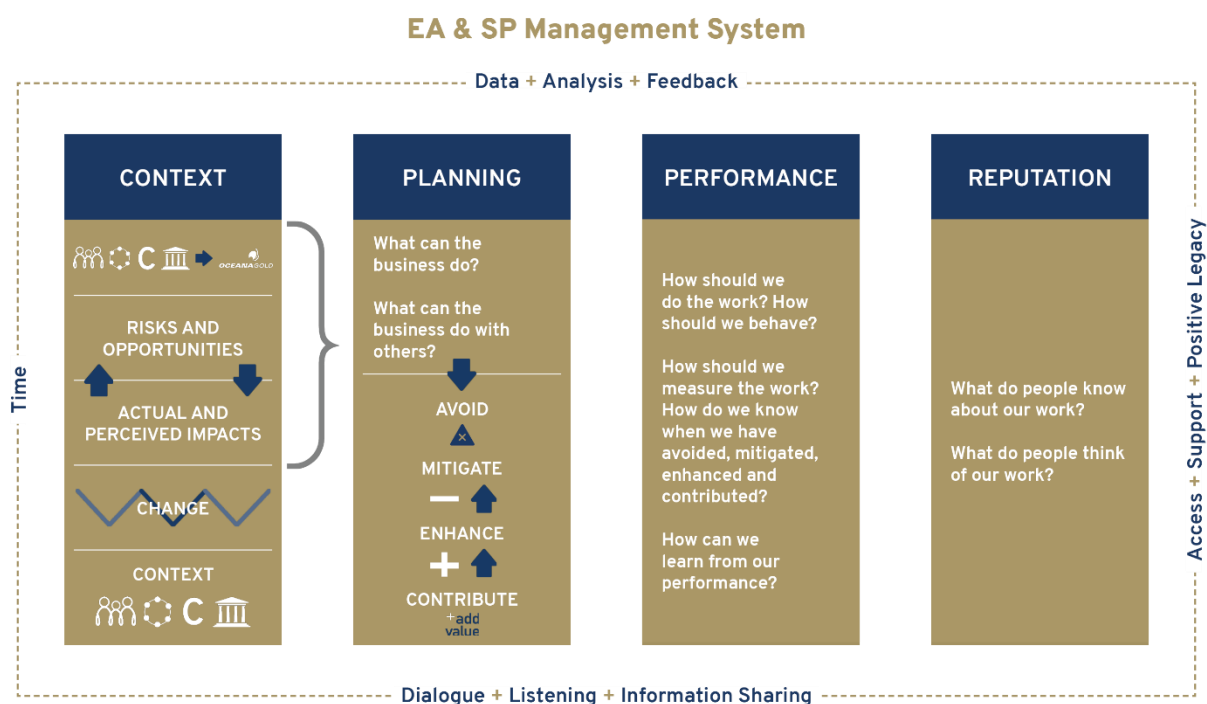 EA & SP Management System
Data + Analysis + Feedback
Time
CONTEXT
C
OCEANAGOLD
RISKS AND
OPPORTUNITIES
ACTUAL AND
PERCEIVED IMPACTS
CHANGE
CONTEXT
C
PLANNING
What can the
business do?
What can the
business do with
others?
AVOID
MITIGATE
ENHANCE
CONTRIBUTE
+add
value
PERFORMANCE
How should we
do the work? How
should we behave?
How should we
measure the work?
How do we know
when we have
avoided, mitigated,
enhanced and
contributed?
How can we
learn from our
performance?
REPUTATION
What do people know
about our work?
What do people think
of our work?
Access + Support + Positive Legacy
Dialogue + Listening + Information Sharing